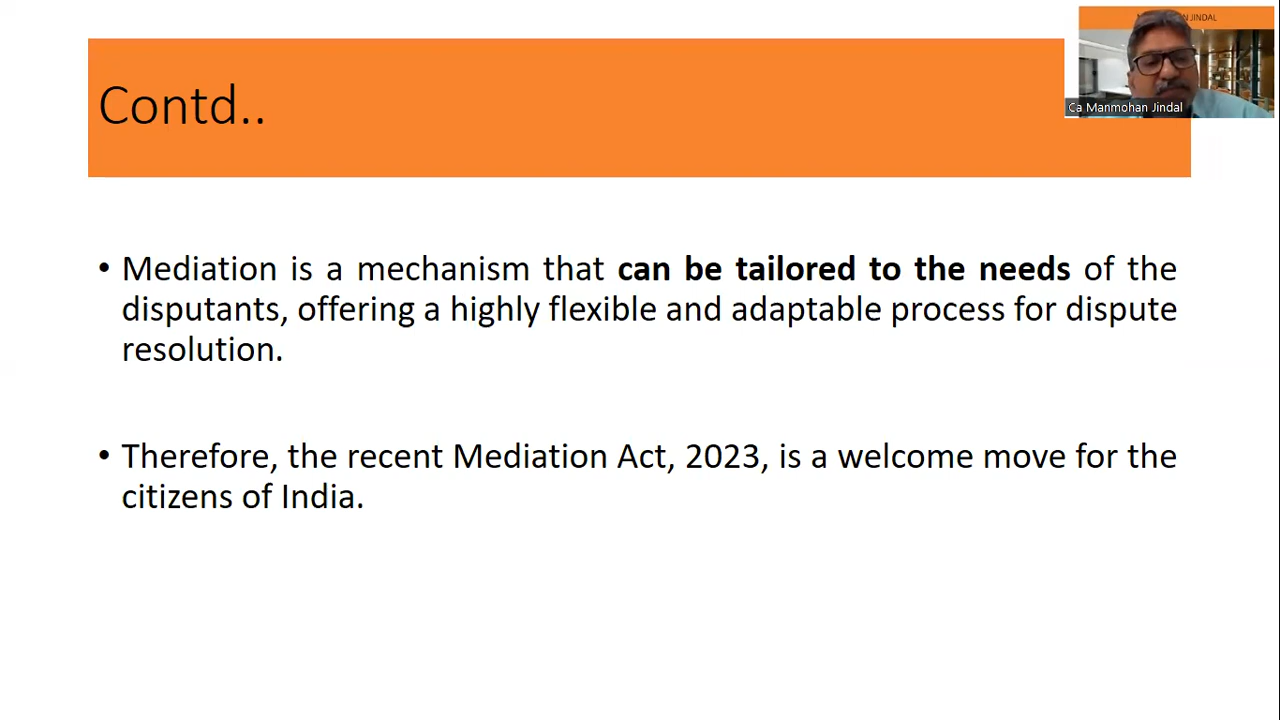 JINDAL
Contd..
Ca Manmohan Jindal
• Mediation is a mechanism that can be tailored to the needs of the
disputants, offering a highly flexible and adaptable process for dispute
resolution.
• Therefore, the recent Mediation Act, 2023, is a welcome move for the
citizens of India.